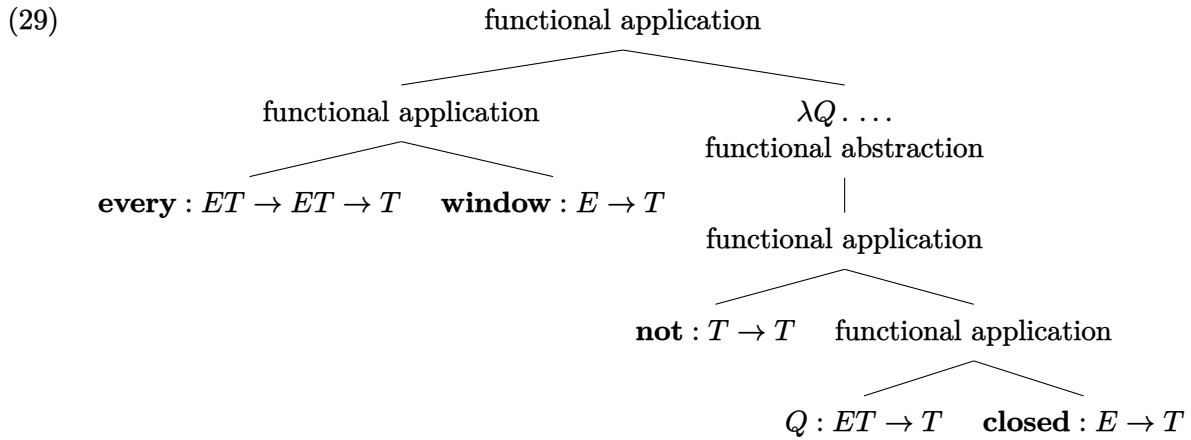 (29) functional application
functional application λQ. ...
functional abstraction
every : ET → ET → T window : E → T
functional application
not : T → T functional application
Q : ET → T closed : E → T